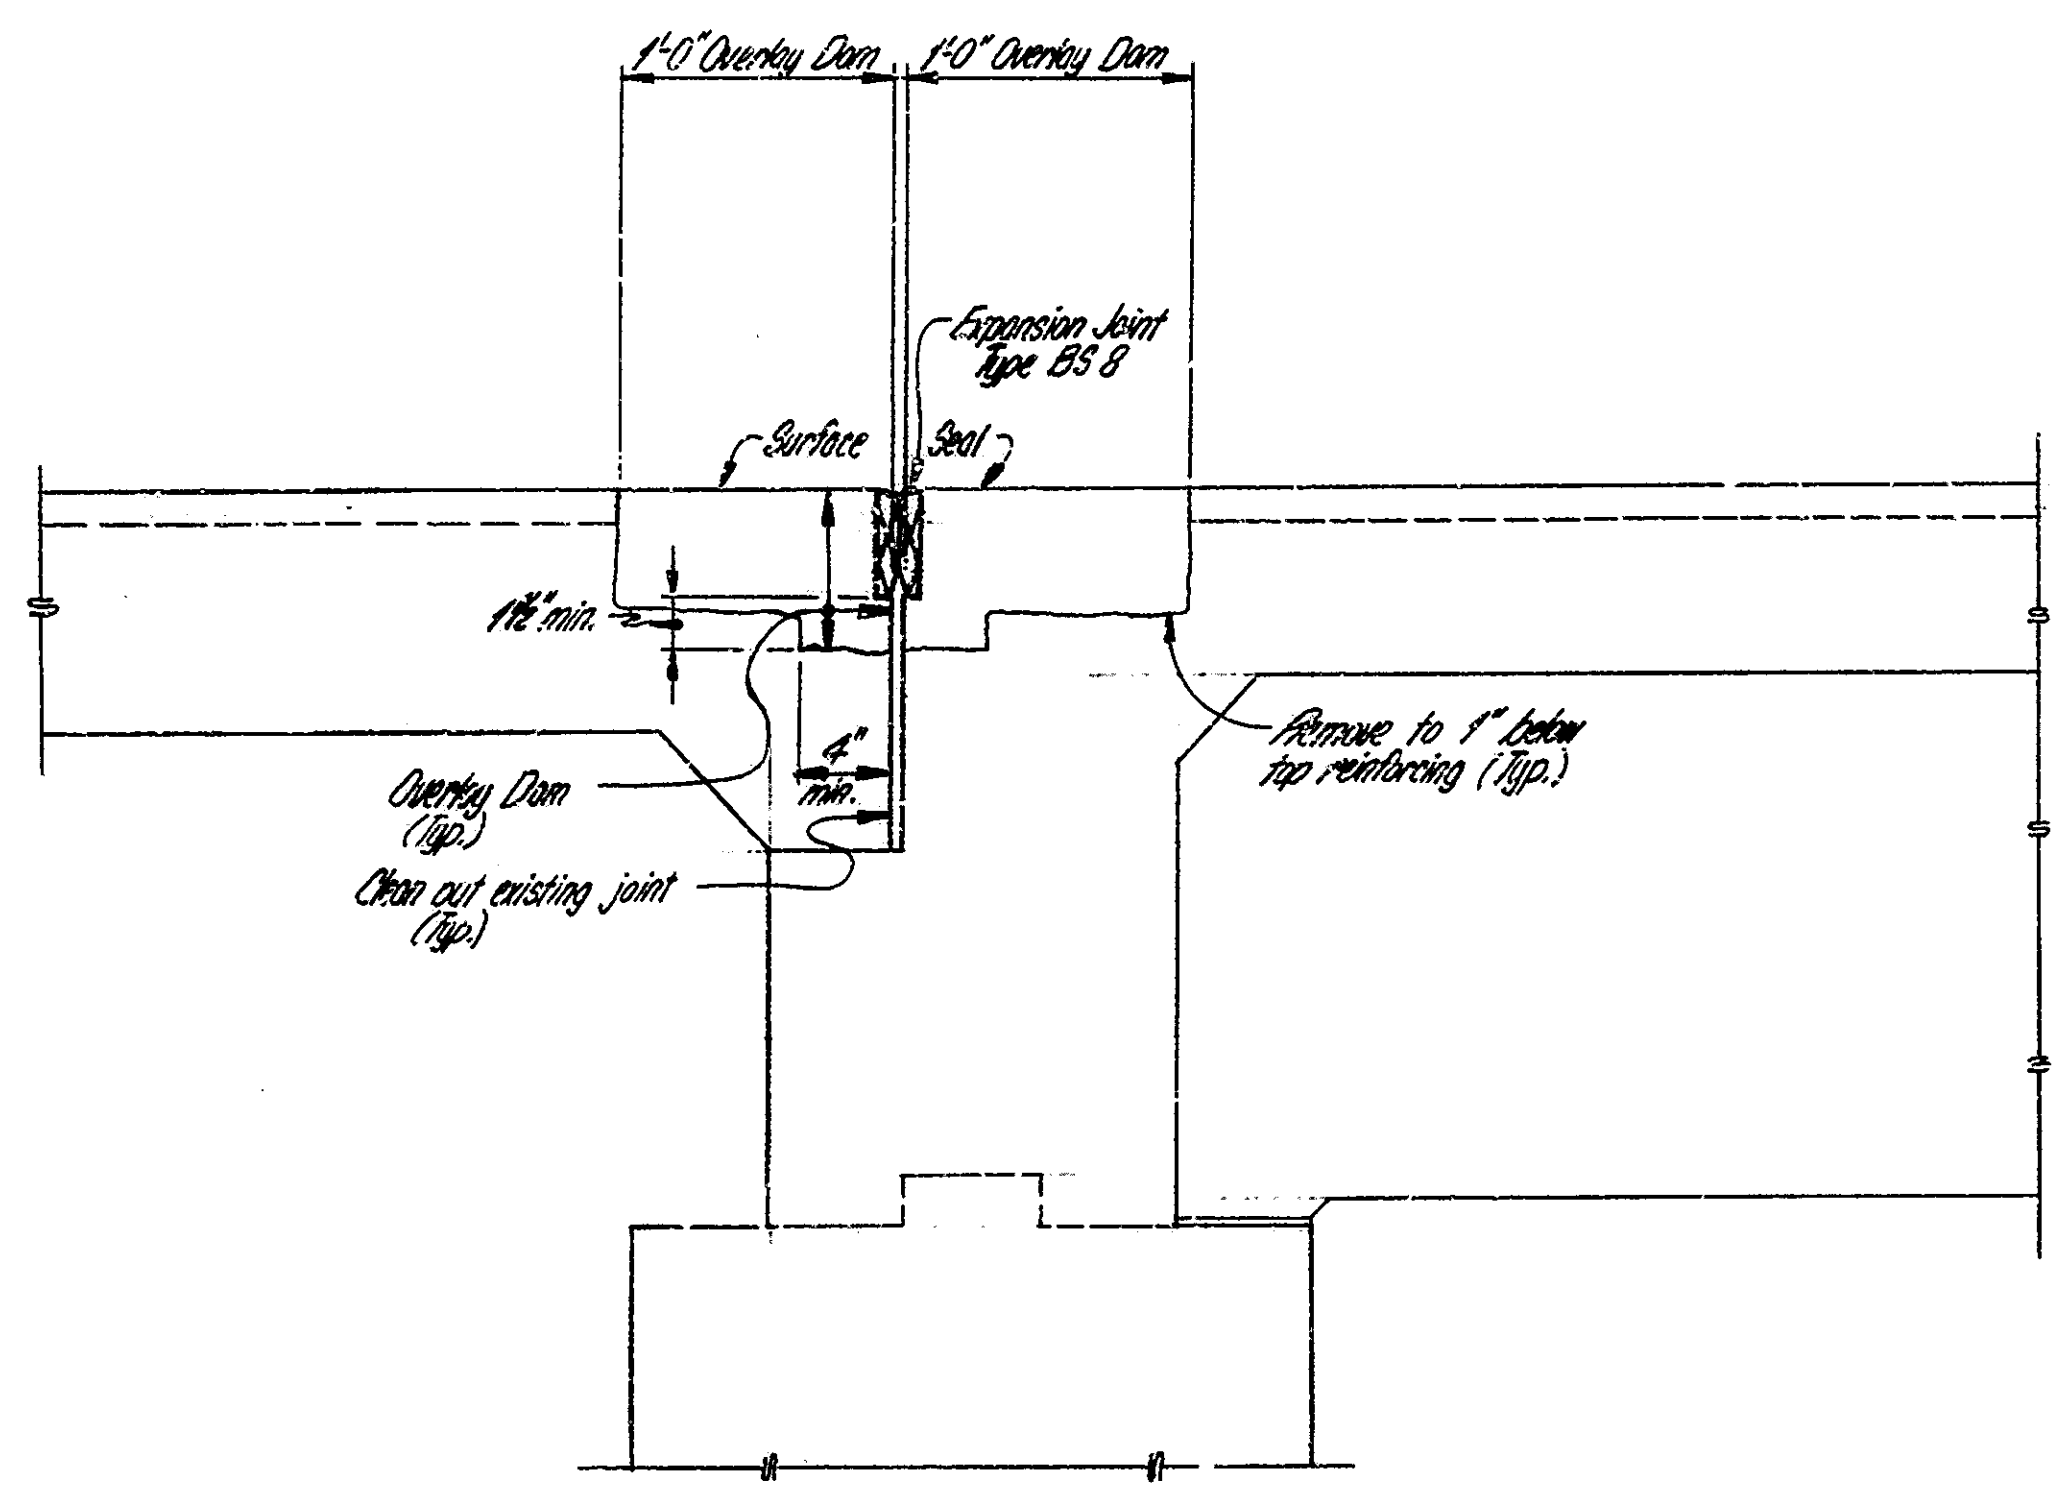 1'-0" Overlay Dam 1'-0" Overlay Dam
Expansion Joint
Type BS 8
Surface Seal
1½" min.
4"
min.
Remove to 1" below
top reinforcing (Typ.)
Overlay Dam
(Typ.)
Clean out existing joint
(Typ.)